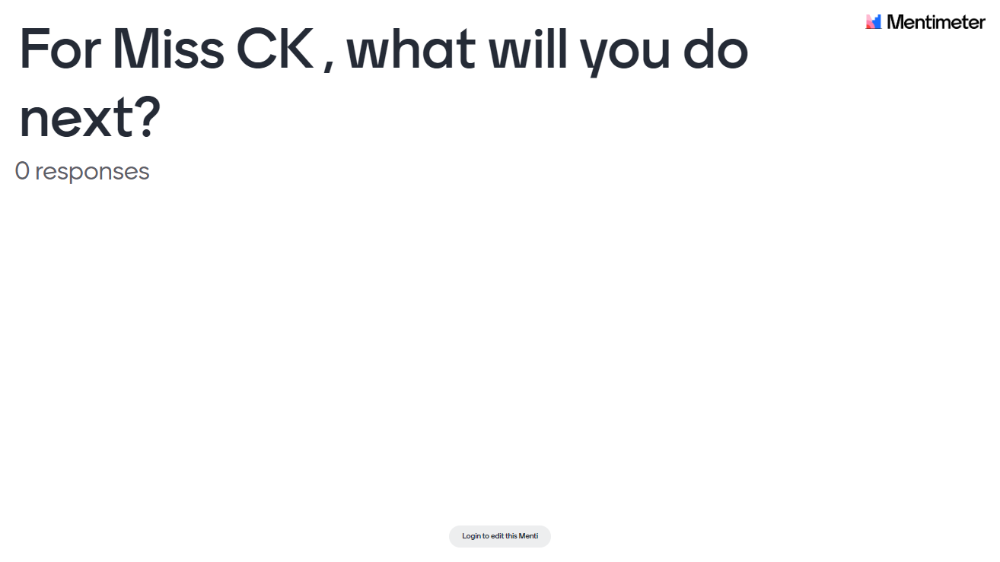 Mentimeter
For Miss CK , what will you do
next?
0 responses
Login to edit this Menti